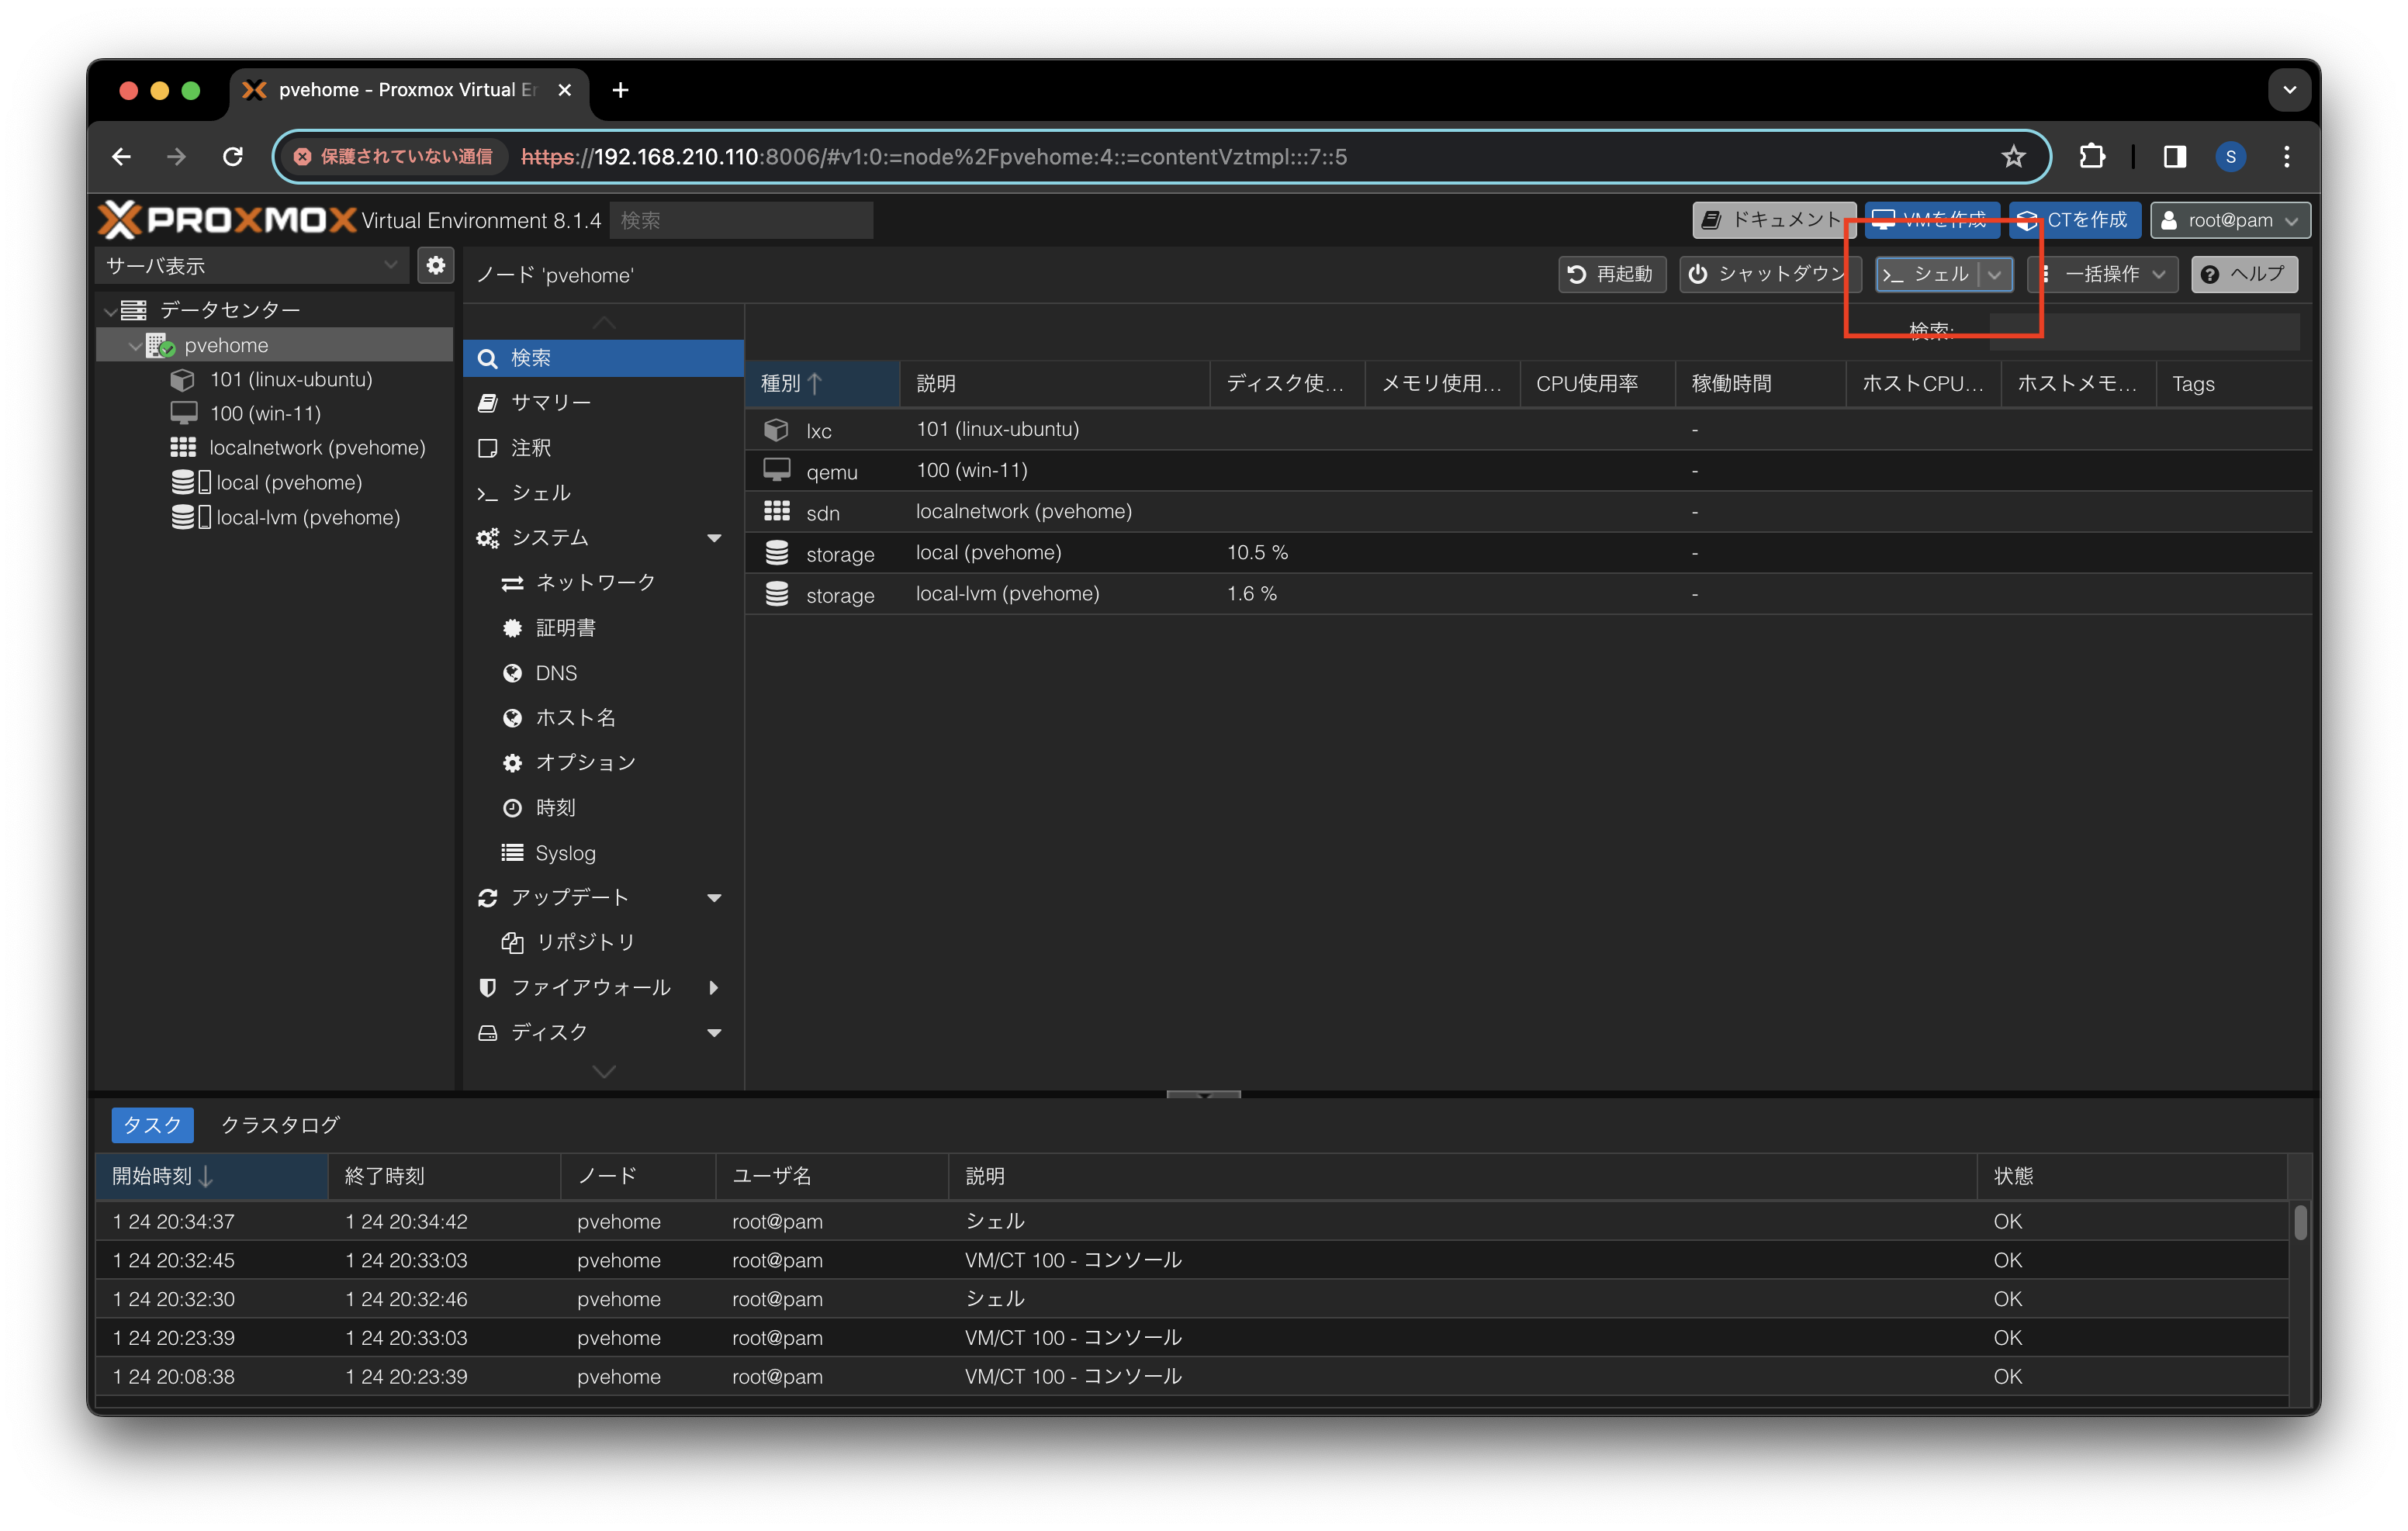 pvehome - Proxmox Virtual Er
保護されていない通信 https://192.168.210.110:8006/#v1:0:=node%2Fpvehome:4::=contentVztmpl:::7::5 S
PROXMOX Virtual Environment 8.1.4 検索 ドキュメント VMを作成 CTを作成 root@pam
サーバ表示
ノード 'pvehome' 再起動 シャットダウン >_ シェル 一括操作 ヘルプ
データセンター
pvehome
101 (linux-ubuntu)
100 (win-11)
localnetwork (pvehome)
local (pvehome)
local-lvm (pvehome)
検索
サマリー
注釈
シェル
システム
ネットワーク
証明書
DNS
ホスト名
オプション
時刻
Syslog
アップデート
リポジトリ
ファイアウォール
ディスク
検索:
種別 説明 ディスク使... メモリ使用... CPU使用率 稼働時間 ホストCPU... ホストメモ... Tags
lxc 101 (linux-ubuntu) -
qemu 100 (win-11) -
sdn localnetwork (pvehome) -
storage local (pvehome) 10.5 % -
storage local-lvm (pvehome) 1.6 % -
タスク クラスタログ
開始時刻 終了時刻 ノード ユーザ名 説明 状態
1 24 20:34:37 1 24 20:34:42 pvehome root@pam シェル OK
1 24 20:32:45 1 24 20:33:03 pvehome root@pam VM/CT 100 - コンソール OK
1 24 20:32:30 1 24 20:32:46 pvehome root@pam シェル OK
1 24 20:23:39 1 24 20:33:03 pvehome root@pam VM/CT 100 - コンソール OK
1 24 20:08:38 1 24 20:23:39 pvehome root@pam VM/CT 100 - コンソール OK